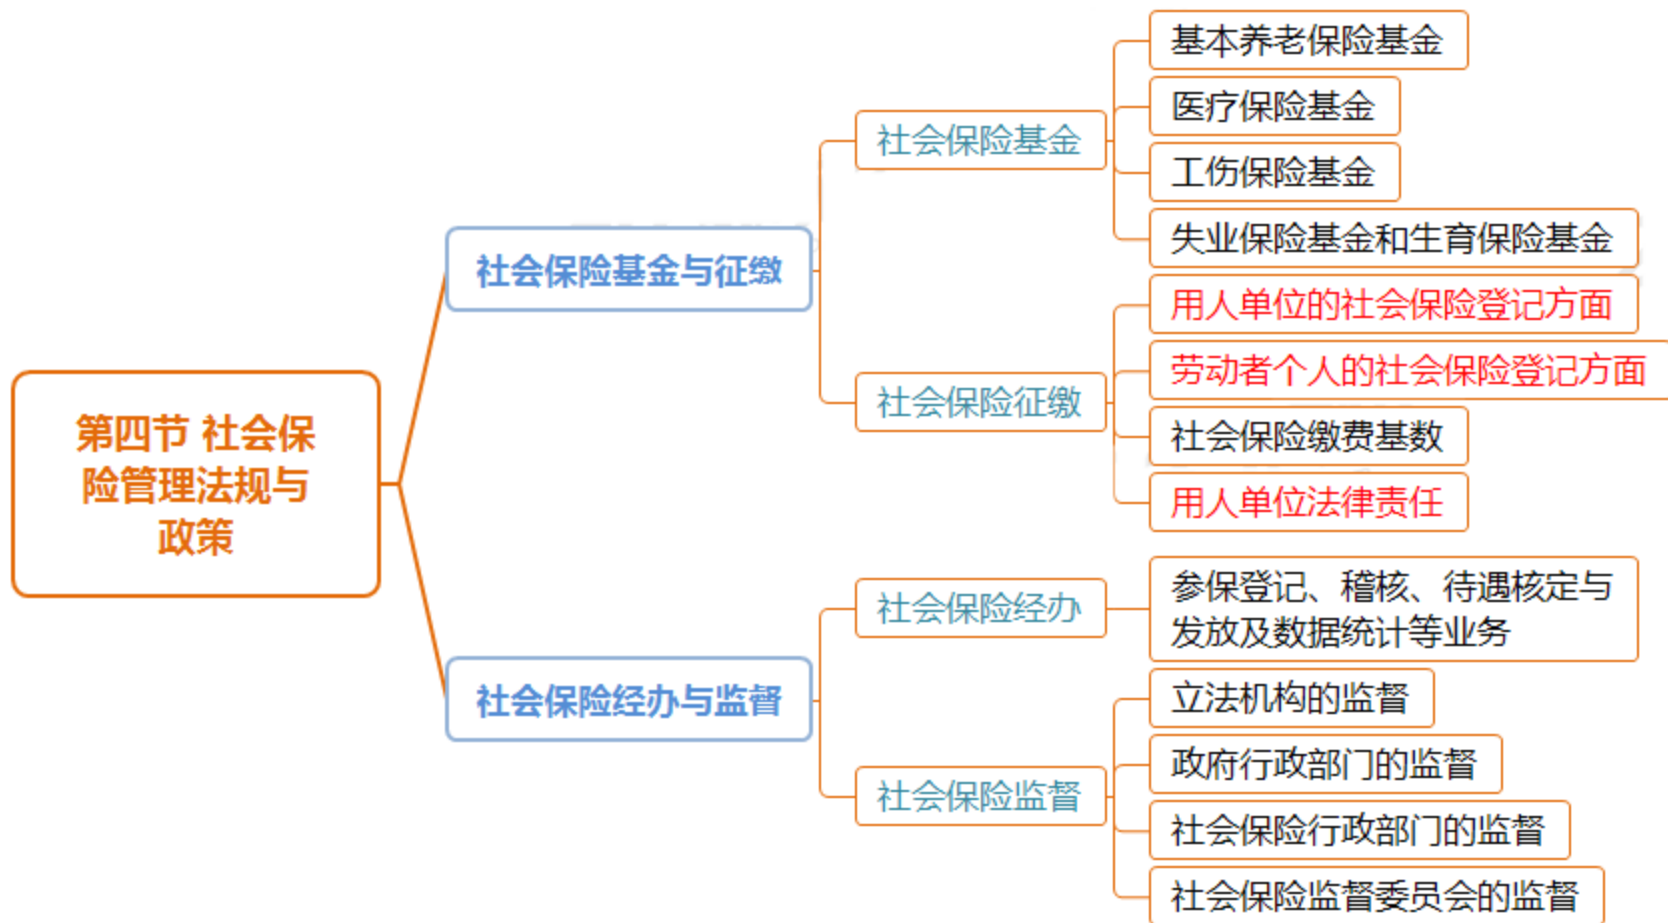 第四节 社会保
险管理法规与
政策
社会保险基金与征缴
社会保险基金
基本养老保险基金
医疗保险基金
工伤保险基金
失业保险基金和生育保险基金
社会保险征缴
用人单位的社会保险登记方面
劳动者个人的社会保险登记方面
社会保险缴费基数
用人单位法律责任
社会保险经办与监督
社会保险经办
参保登记、稽核、待遇核定与
发放及数据统计等业务
社会保险监督
立法机构的监督
政府行政部门的监督
社会保险行政部门的监督
社会保险监督委员会的监督